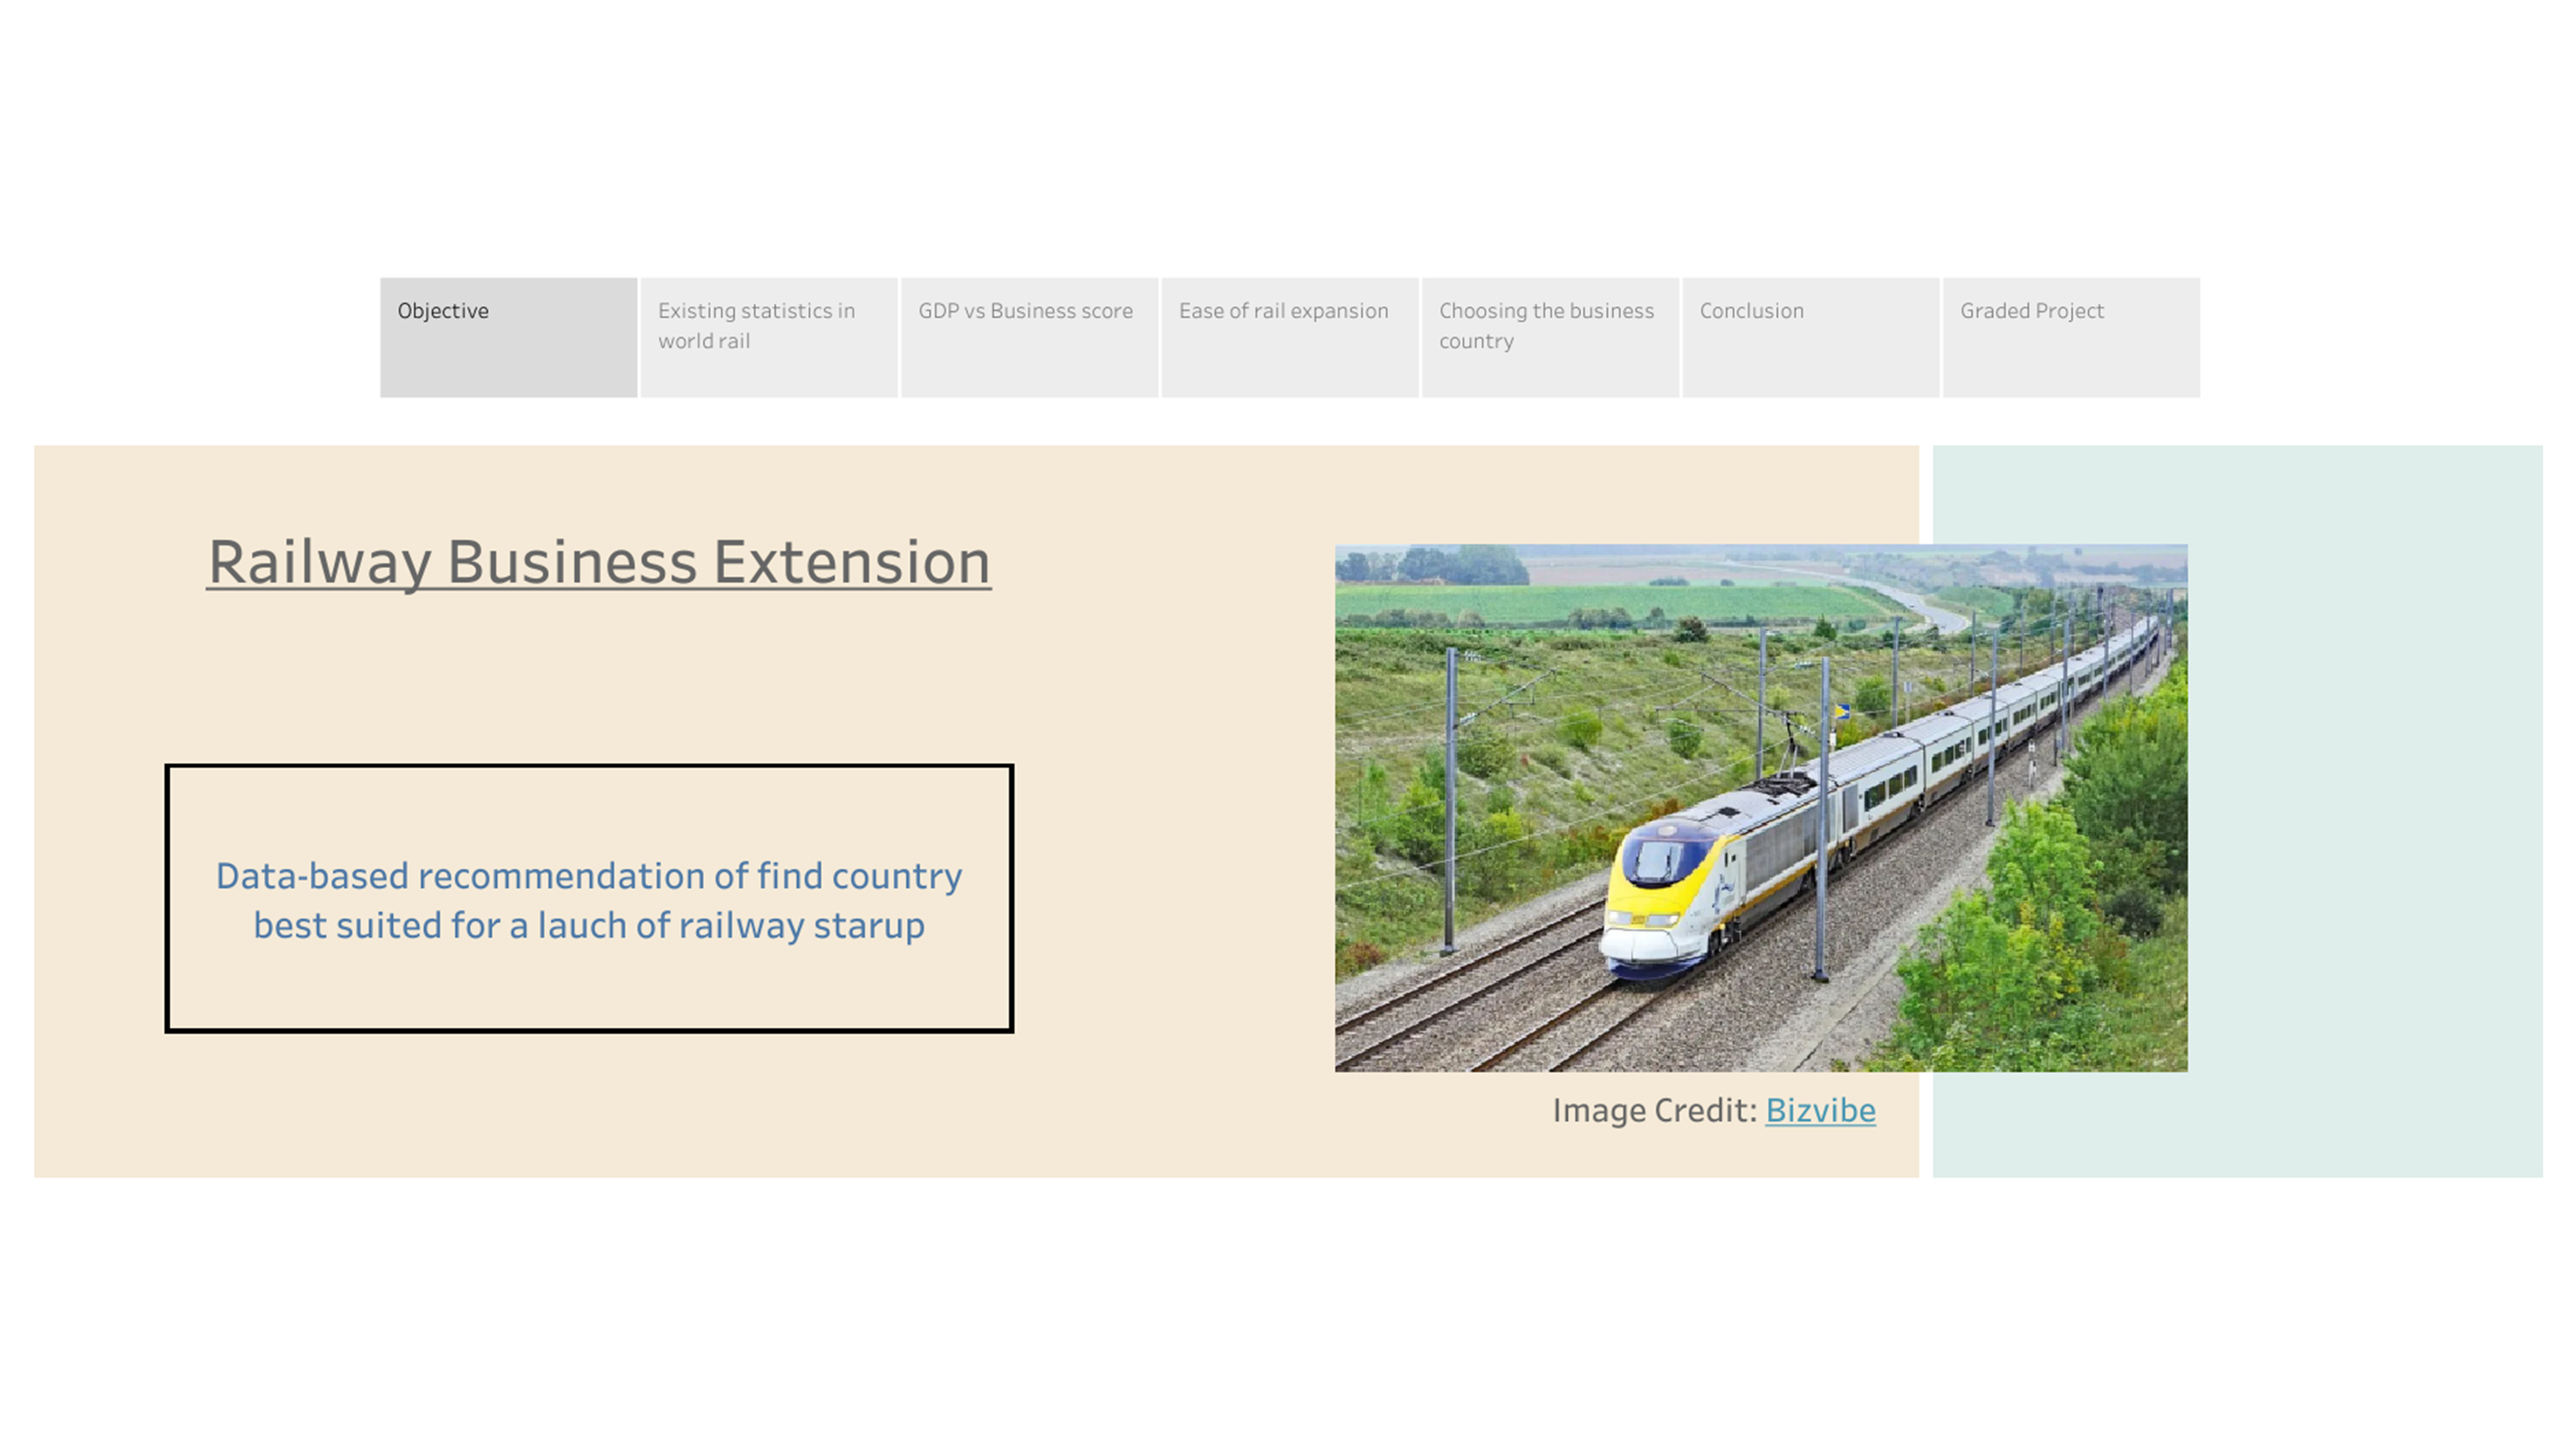 Objective
Existing statistics in
world rail
GDP vs Business score
Ease of rail expansion
Choosing the business
country
Conclusion
Graded Project
Railway Business Extension
Data-based recommendation of find country
best suited for a lauch of railway starup
Image Credit: Bizvibe